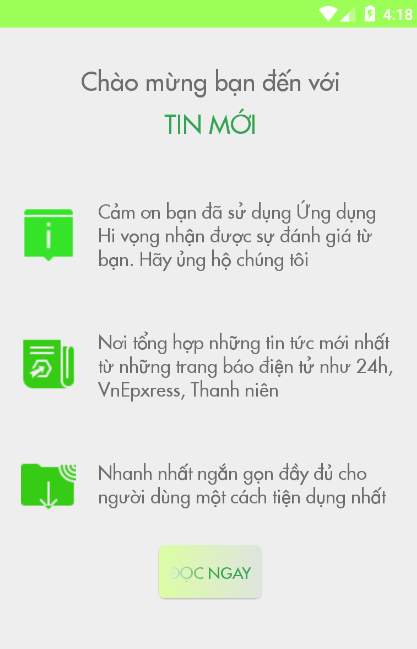 4:18
Chào mừng bạn đến với
TIN MỚI
Cảm ơn bạn đã sử dụng Ứng dụng
Hi vọng nhận được sự đánh giá từ
bạn. Hãy ủng hộ chúng tôi
Nơi tổng hợp những tin tức mới nhất
từ những trang báo điện tử như 24h,
VnEpxress, Thanh niên
Nhanh nhất ngắn gọn đầy đủ cho
người dùng một cách tiện dụng nhất
ĐỌC NGAY